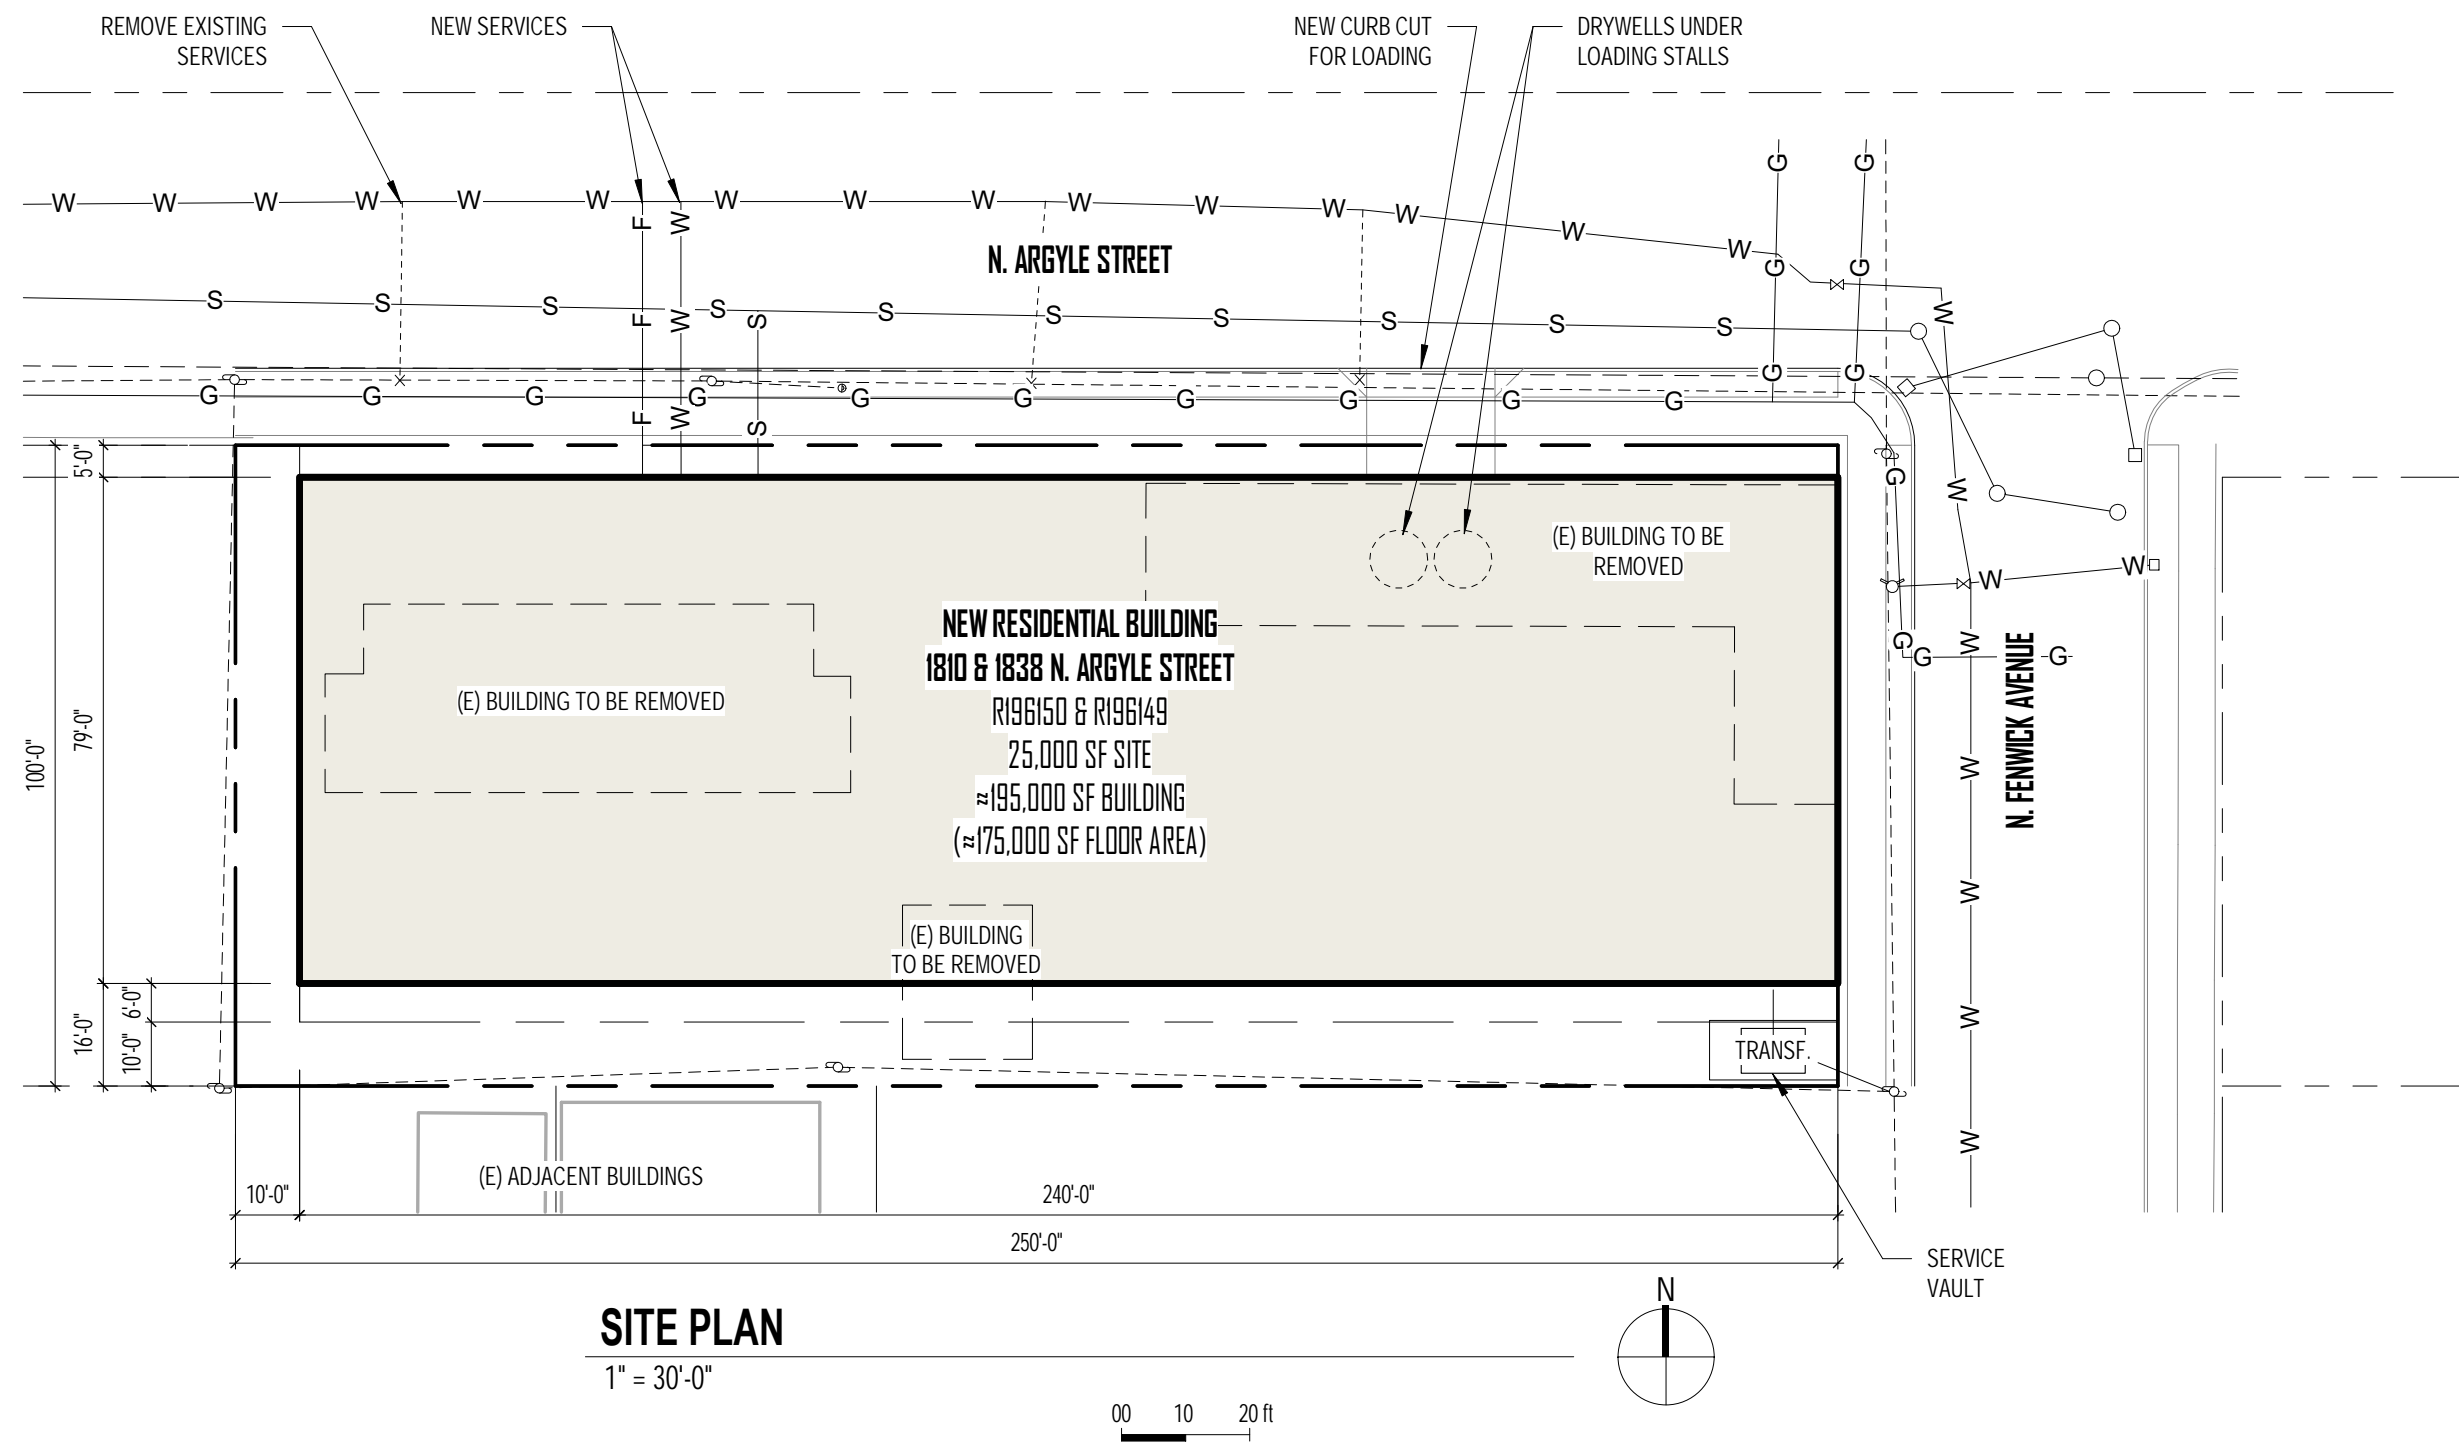 REMOVE EXISTING
SERVICES
NEW SERVICES
NEW CURB CUT
FOR LOADING
DRYWELLS UNDER
LOADING STALLS
G G
W W W W W W W W W W W W W W W
F W
N. ARGYLE STREET
G G
S S S S S S S S S S
F W S
W
G G
G G G G G G G G G G
F W S
5'-0"
G W
(E) BUILDING TO BE
REMOVED
W W
NEW RESIDENTIAL BUILDING
1810 & 1838 N. ARGYLE STREET
R196150 & R196149
25,000 SF SITE
≈195,000 SF BUILDING
(≈175,000 SF FLOOR AREA)
(E) BUILDING TO BE REMOVED
G W
G G
N. FENWICK AVENUE
79'-0"
100'-0"
W
W
(E) BUILDING
TO BE REMOVED
6'-0"
16'-0"
10'-0"
W
TRANSF.
W
(E) ADJACENT BUILDINGS
10'-0"
240'-0"
250'-0"
SERVICE
VAULT
N
SITE PLAN
1" = 30'-0"
00 10 20 ft